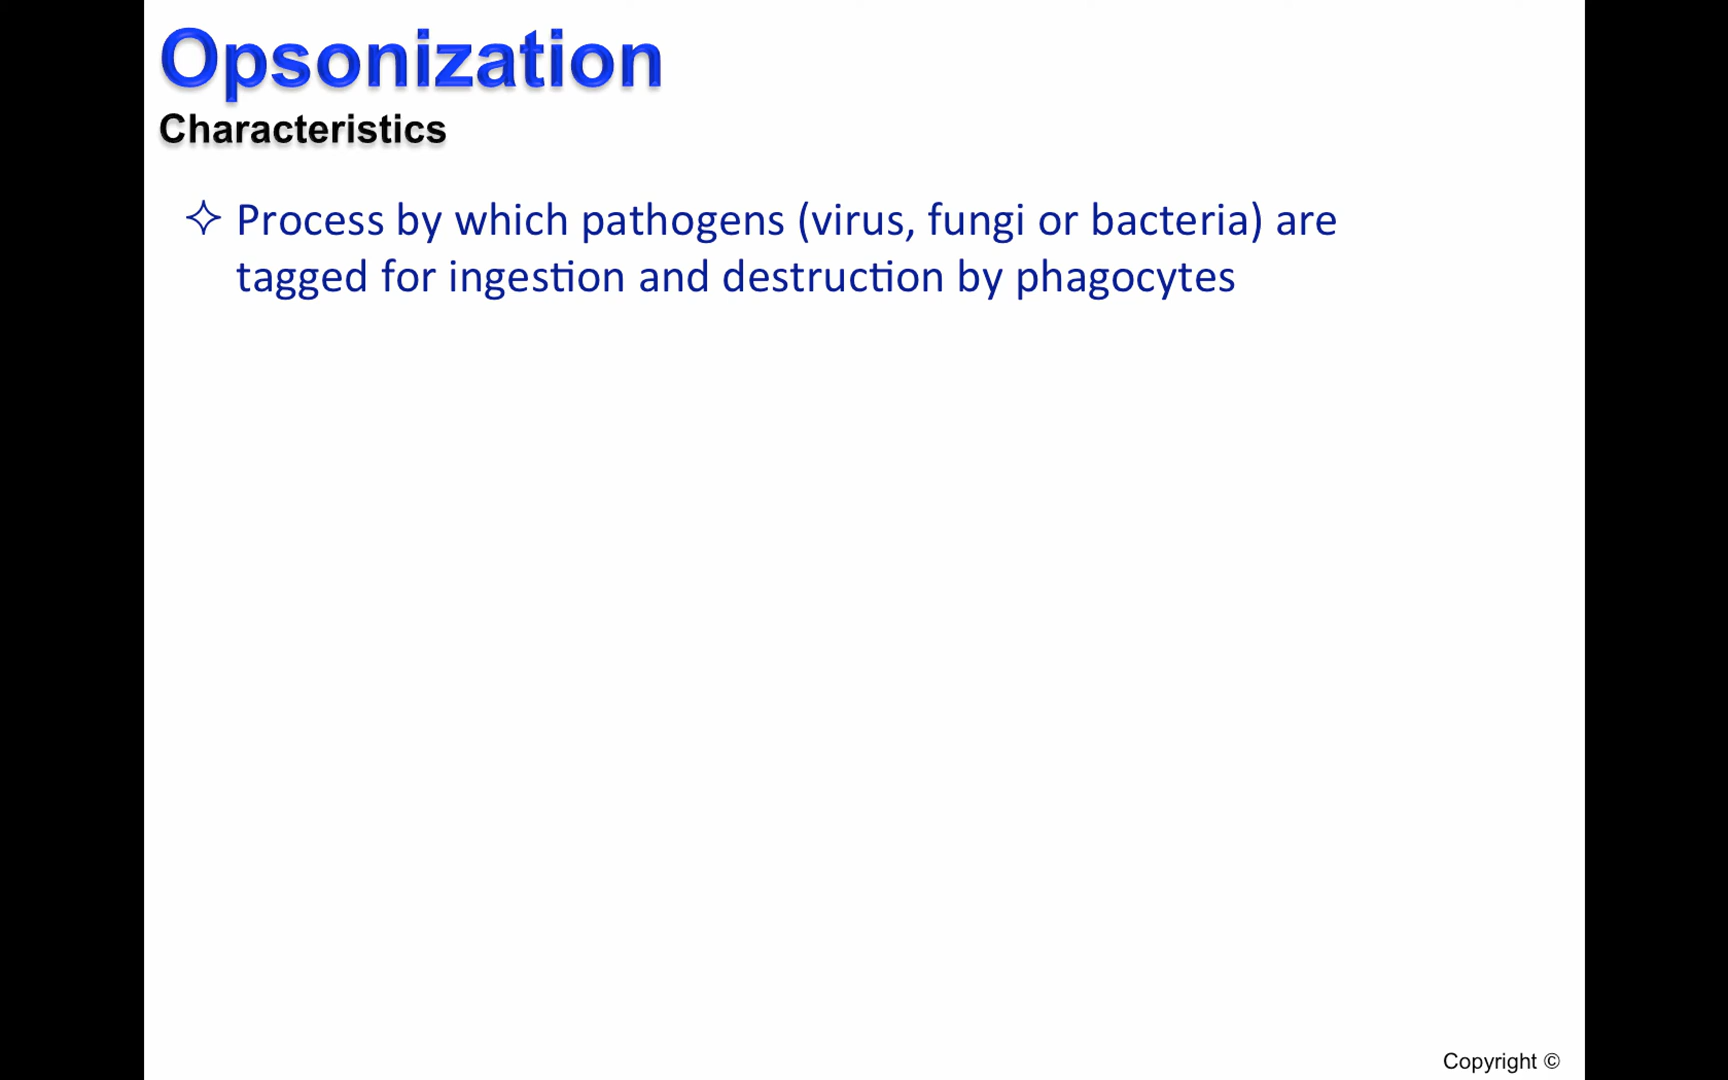 Opsonization
Characteristics
✧ Process by which pathogens (virus, fungi or bacteria) are
tagged for ingestion and destruction by phagocytes
Copyright ©